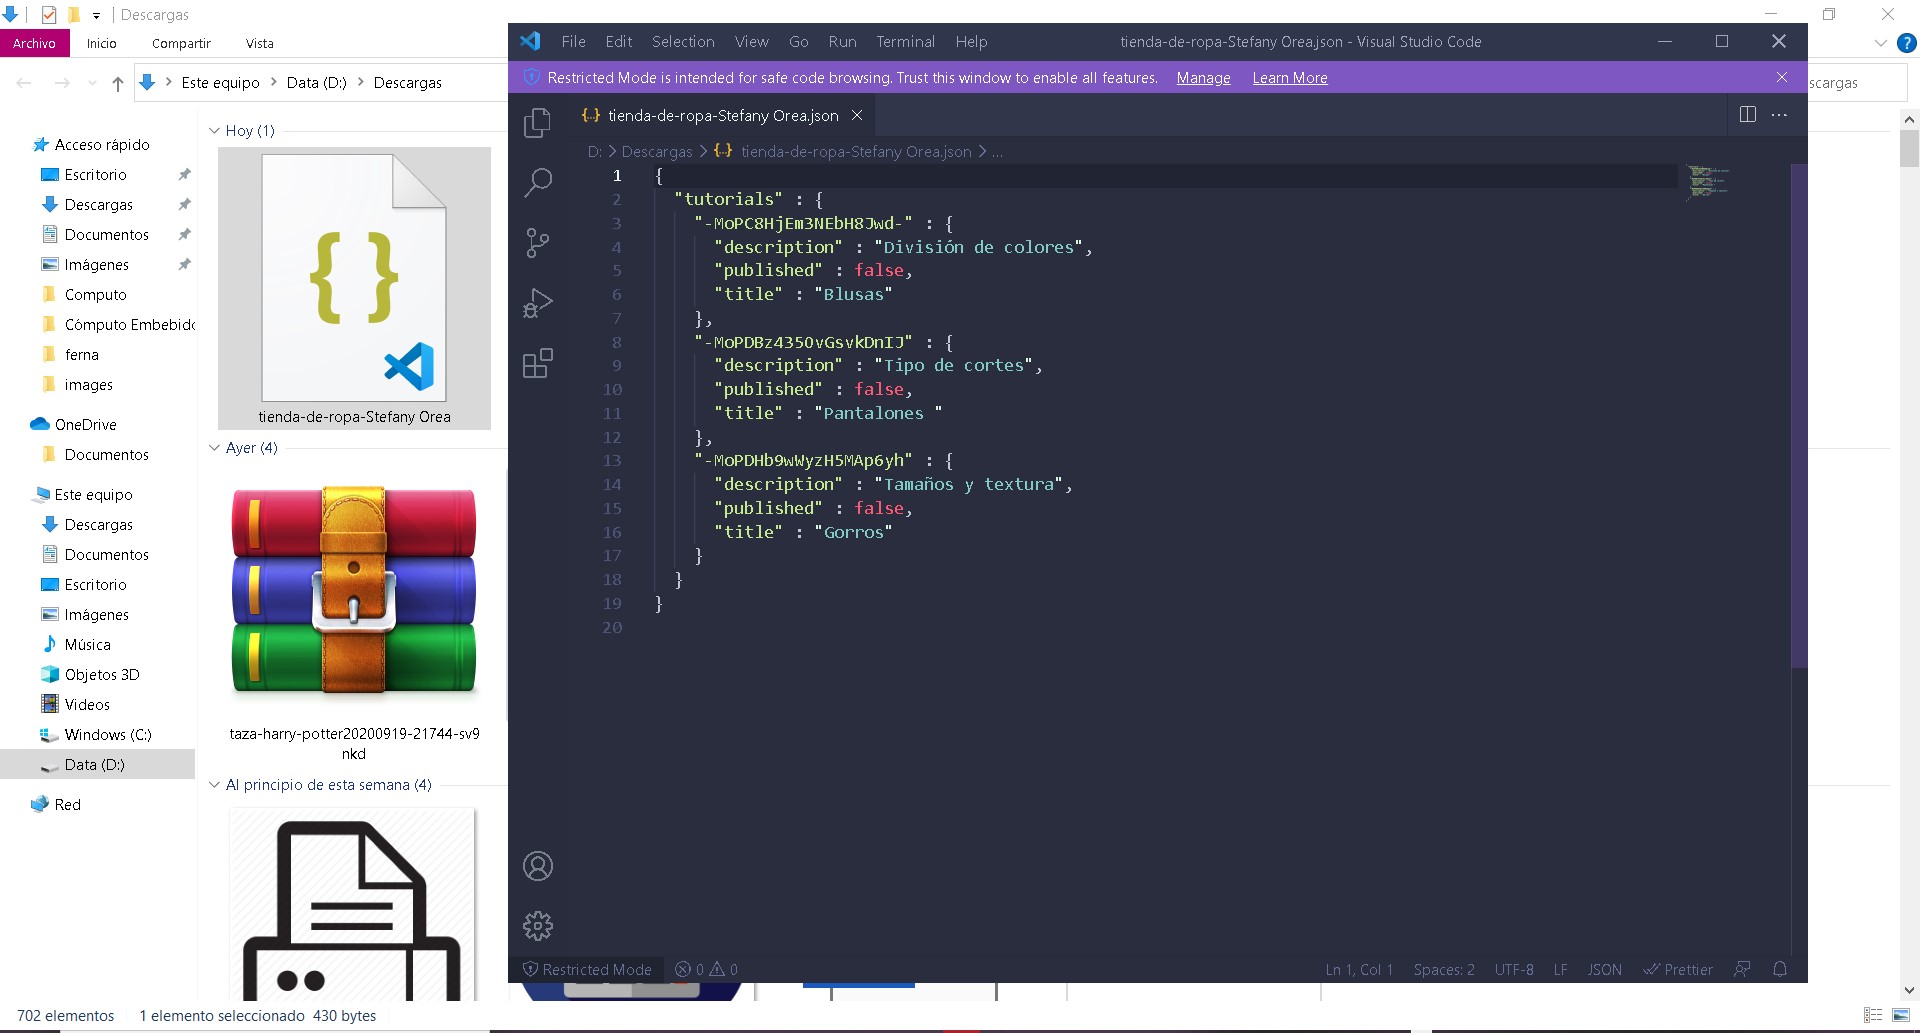 Descargas
Archivo Inicio Compartir Vista
Este equipo Data (D:) Descargas
scargas
Acceso rápido
Escritorio
Descargas
Documentos
Imágenes
Computo
Cómputo Embebido
ferna
images
OneDrive
Documentos
Este equipo
Descargas
Documentos
Escritorio
Imágenes
Música
Objetos 3D
Videos
Windows (C:)
Data (D:)
Red
Hoy (1)
tienda-de-ropa-Stefany Orea
Ayer (4)
taza-harry-potter20200919-21744-sv9
nkd
Al principio de esta semana (4)
702 elementos 1 elemento seleccionado 430 bytes
File Edit Selection View Go Run Terminal Help tienda-de-ropa-Stefany Orea.json - Visual Studio Code
Restricted Mode is intended for safe code browsing. Trust this window to enable all features. Manage Learn More
{..} tienda-de-ropa-Stefany Orea.json
D: > Descargas > {..} tienda-de-ropa-Stefany Orea.json > ...
1 {
2 "tutorials" : {
3 "-MoPC8HjEm3NEbH8Jwd-" : {
4 "description" : "División de colores",
5 "published" : false,
6 "title" : "Blusas"
7 },
8 "-MoPDBz435OvGsvkDnIJ" : {
9 "description" : "Tipo de cortes",
10 "published" : false,
11 "title" : "Pantalones "
12 },
13 "-MoPDHb9wWyzH5MAp6yh" : {
14 "description" : "Tamaños y textura",
15 "published" : false,
16 "title" : "Gorros"
17 }
18 }
19 }
20
Restricted Mode 0 0 Ln 1, Col 1 Spaces: 2 UTF-8 LF JSON Prettier